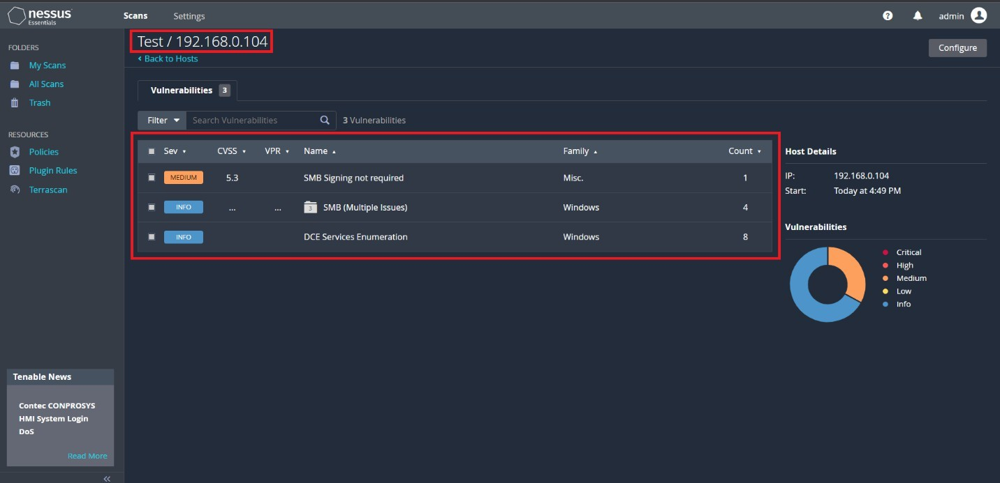 nessus
Essentials
Scans
Settings
?
admin
FOLDERS
My Scans
All Scans
Trash
RESOURCES
Policies
Plugin Rules
Terrascan
Tenable News
Contec CONPROSYS
HMI System Login
DoS
Read More
Test / 192.168.0.104
Back to Hosts
Configure
Vulnerabilities 3
Filter Search Vulnerabilities 3 Vulnerabilities
Sev CVSS VPR Name Family Count
MEDIUM 5.3 SMB Signing not required Misc. 1
INFO ... ... 3 SMB (Multiple Issues) Windows 4
INFO DCE Services Enumeration Windows 8
Host Details
IP: 192.168.0.104
Start: Today at 4:49 PM
Vulnerabilities
Critical
High
Medium
Low
Info